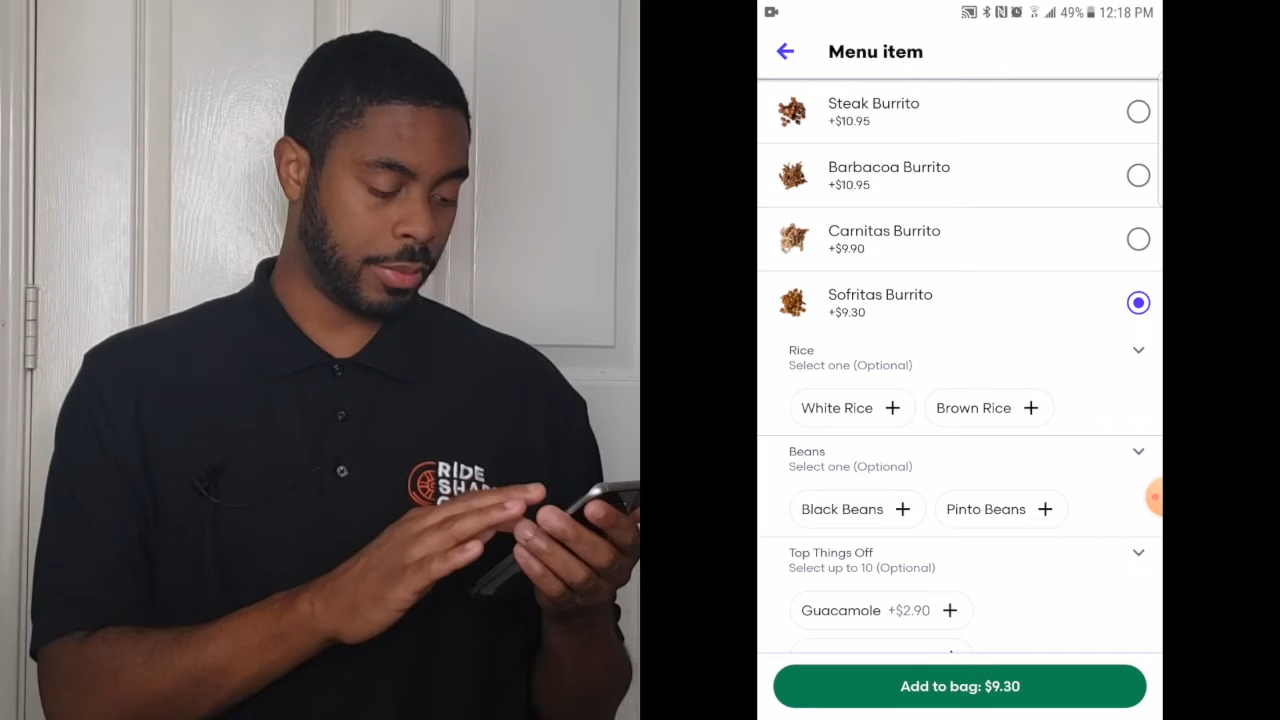 RIDE
49% 12:18 PM
Menu item
Steak Burrito
+$10.95
Barbacoa Burrito
+$10.95
Carnitas Burrito
+$9.90
Sofritas Burrito
+$9.30
Rice
Select one (Optional)
White Rice + Brown Rice +
Beans
Select one (Optional)
Black Beans + Pinto Beans +
Top Things Off
Select up to 10 (Optional)
Guacamole +$2.90 +
Add to bag: $9.30